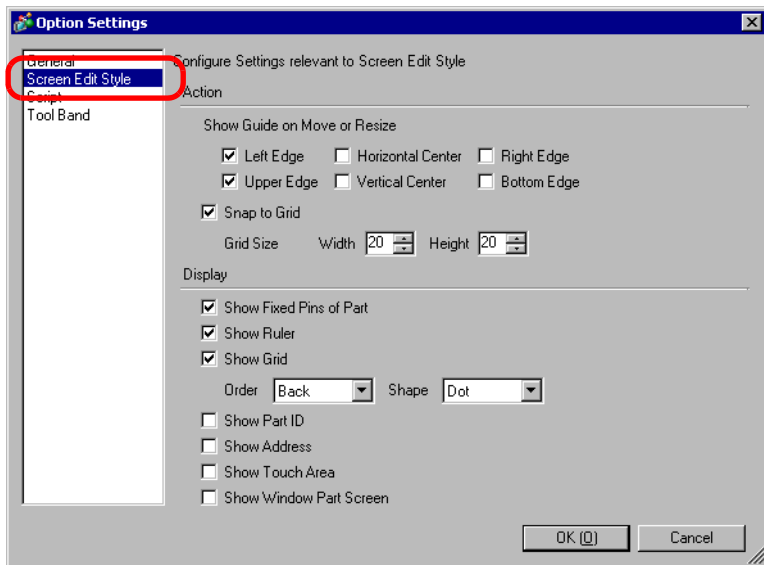 Option Settings
General
Screen Edit Style
Script
Tool Band
Configure Settings relevant to Screen Edit Style
Action
Show Guide on Move or Resize
Left Edge Horizontal Center Right Edge
Upper Edge Vertical Center Bottom Edge
Snap to Grid
Grid Size Width 20 Height 20
Display
Show Fixed Pins of Part
Show Ruler
Show Grid
Order Back Shape Dot
Show Part ID
Show Address
Show Touch Area
Show Window Part Screen
OK (O) Cancel